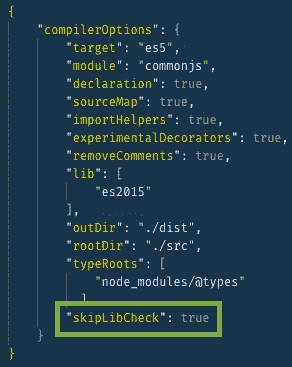 {
"compilerOptions": {
"target": "es5",
"module": "commonjs",
"declaration": true,
"sourceMap": true,
"importHelpers": true,
"experimentalDecorators": true,
"removeComments": true,
"lib": [
"es2015"
],
"outDir": "./dist",
"rootDir": "./src",
"typeRoots": [
"node_modules/@types"
]
"skipLibCheck": true
}
}